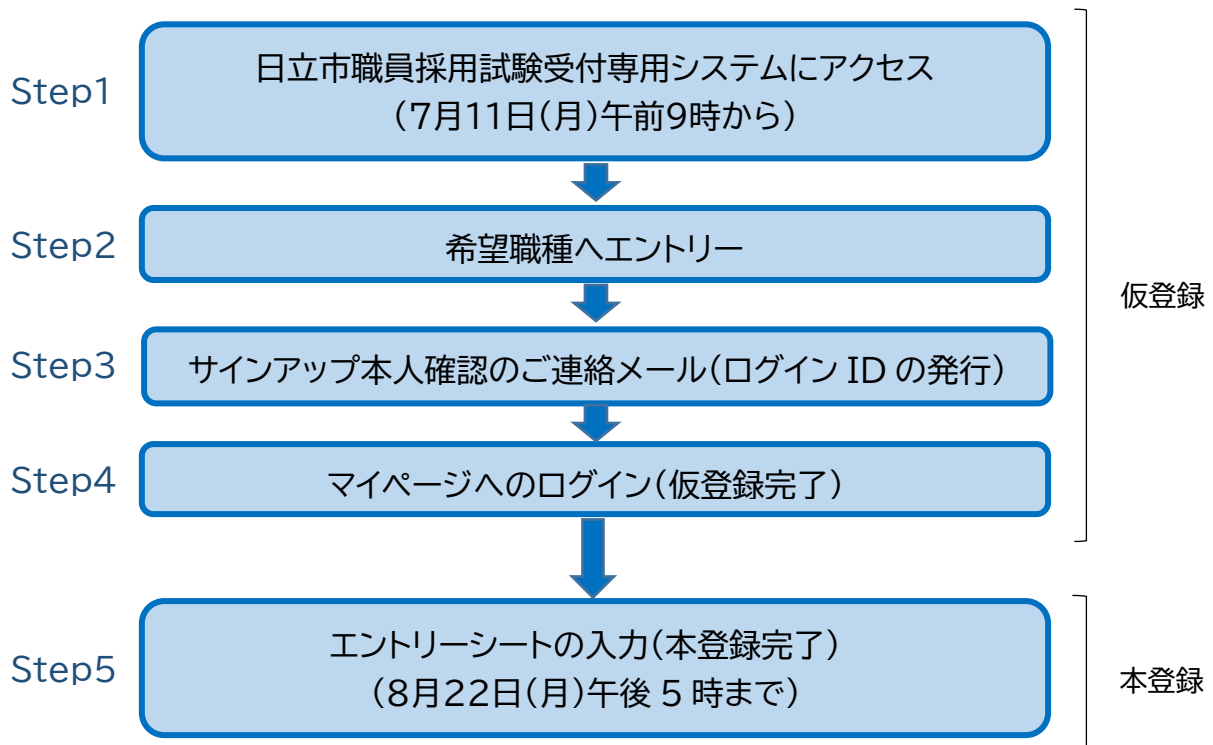 Step1
日立市職員採用試験受付専用システムにアクセス
(7月11日(月)午前9時から)
Step2
希望職種へエントリー
仮登録
Step3
サインアップ本人確認のご連絡メール(ログイン ID の発行)
Step4
マイページへのログイン(仮登録完了)
Step5
エントリーシートの入力(本登録完了)
(8月22日(月)午後 5 時まで)
本登録